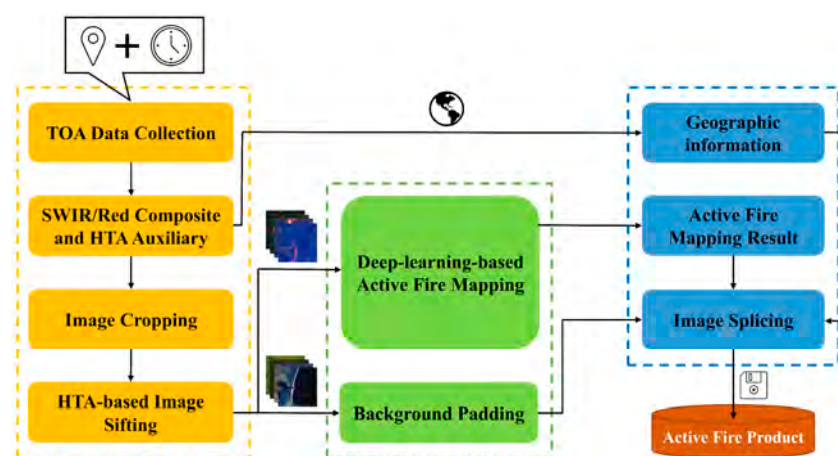 TOA Data Collection
SWIR/Red Composite
and HTA Auxiliary
Image Cropping
HTA-based Image
Sifting
Deep-learning-based
Active Fire Mapping
Background Padding
Geographic
information
Active Fire
Mapping Result
Image Splicing
Active Fire Product